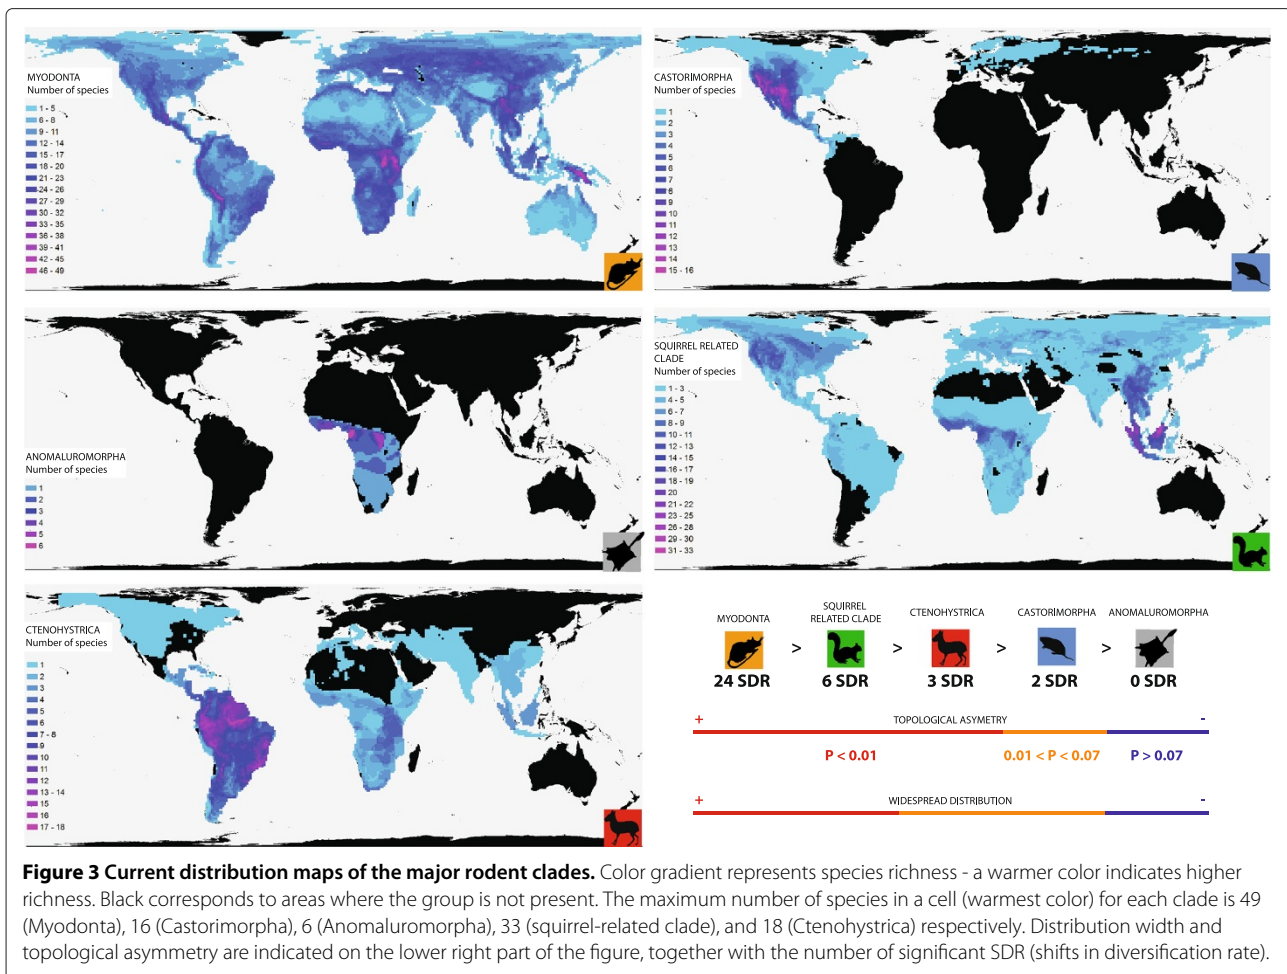 MYODONTA
Number of species
1 - 5
6 - 8
9 - 11
12 - 14
15 - 17
18 - 20
21 - 23
24 - 26
27 - 29
30 - 32
33 - 35
36 - 38
39 - 41
42 - 45
46 - 49
CASTORIMORPHA
Number of species
1
2
3
4
5
6
7
8
9
10
11
12
13
14
15 - 16
ANOMALUROMORPHA
Number of species
1
2
3
4
5
6
SQUIRREL RELATED
CLADE
Number of species
1 - 3
4 - 5
6 - 7
8 - 9
10 - 11
12 - 13
14 - 15
16 - 17
18 - 19
20
21 - 22
23 - 25
26 - 28
29 - 30
31 - 33
CTENOHYSTRICA
Number of species
1
2
3
4
5
6
7 - 8
9
10
11
12
13 - 14
15
16
17 - 18
MYODONTA
SQUIRREL
RELATED CLADE
CTENOHYSTRICA
CASTORIMORPHA
ANOMALUROMORPHA
> > > >
24 SDR 6 SDR 3 SDR 2 SDR 0 SDR
+ TOPOLOGICAL ASYMETRY -
P < 0.01 0.01 < P < 0.07 P > 0.07
+ WIDESPREAD DISTRIBUTION -
Figure 3 Current distribution maps of the major rodent clades. Color gradient represents species richness - a warmer color indicates higher
richness. Black corresponds to areas where the group is not present. The maximum number of species in a cell (warmest color) for each clade is 49
(Myodonta), 16 (Castorimorpha), 6 (Anomaluromorpha), 33 (squirrel-related clade), and 18 (Ctenohystrica) respectively. Distribution width and
topological asymmetry are indicated on the lower right part of the figure, together with the number of significant SDR (shifts in diversification rate).